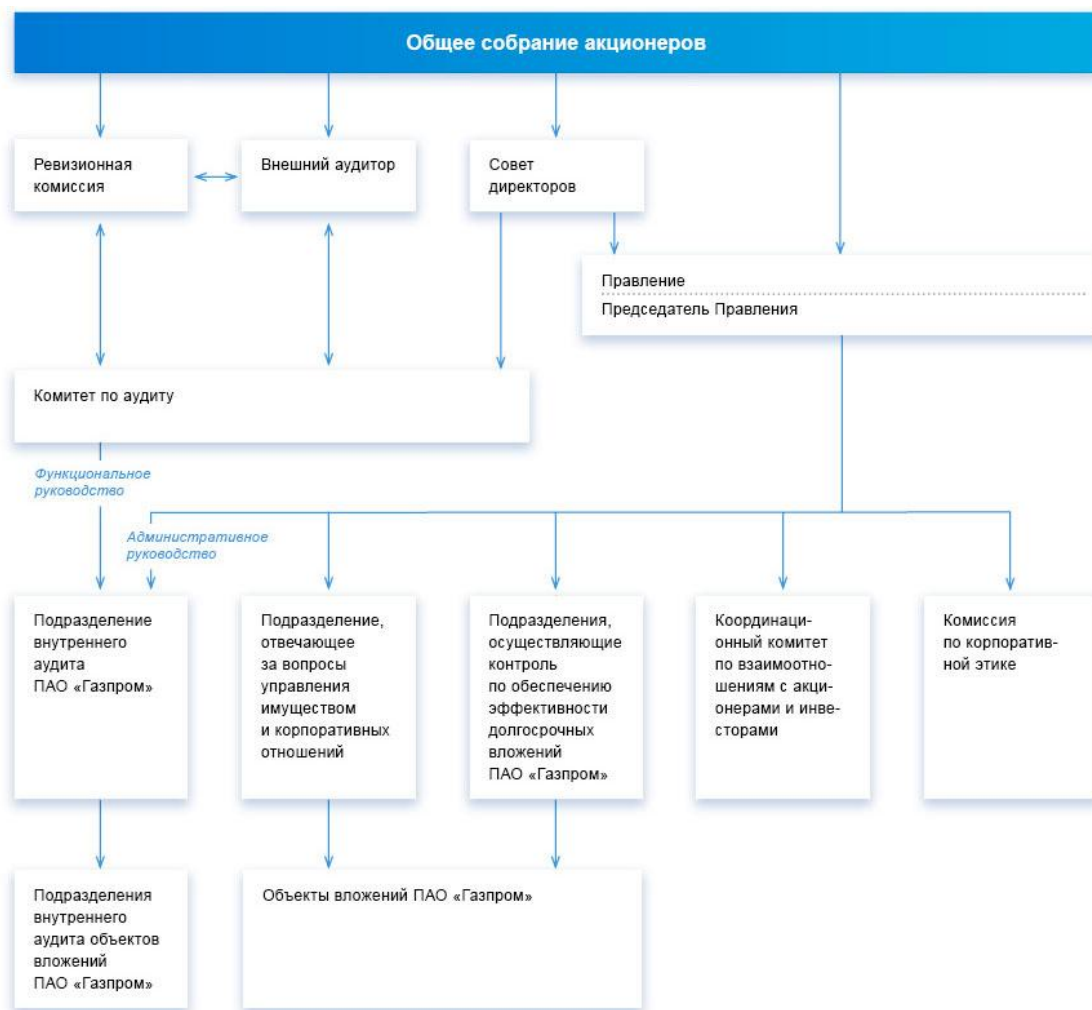 Общее собрание акционеров
Ревизионная
комиссия
Внешний аудитор
Совет
директоров
Правление
Председатель Правления
Комитет по аудиту
Функциональное
руководство
Административное
руководство
Подразделение
внутреннего
аудита
ПАО «Газпром»
Подразделение,
отвечающее
за вопросы
управления
имуществом
и корпоративных
отношений
Подразделения,
осуществляющие
контроль
по обеспечению
эффективности
долгосрочных
вложений
ПАО «Газпром»
Координаци-
онный комитет
по взаимоотно-
шениям с акци-
онерами и инве-
сторами
Комиссия
по корпоратив-
ной этике
Подразделения
внутреннего
аудита объектов
вложений
ПАО «Газпром»
Объекты вложений ПАО «Газпром»